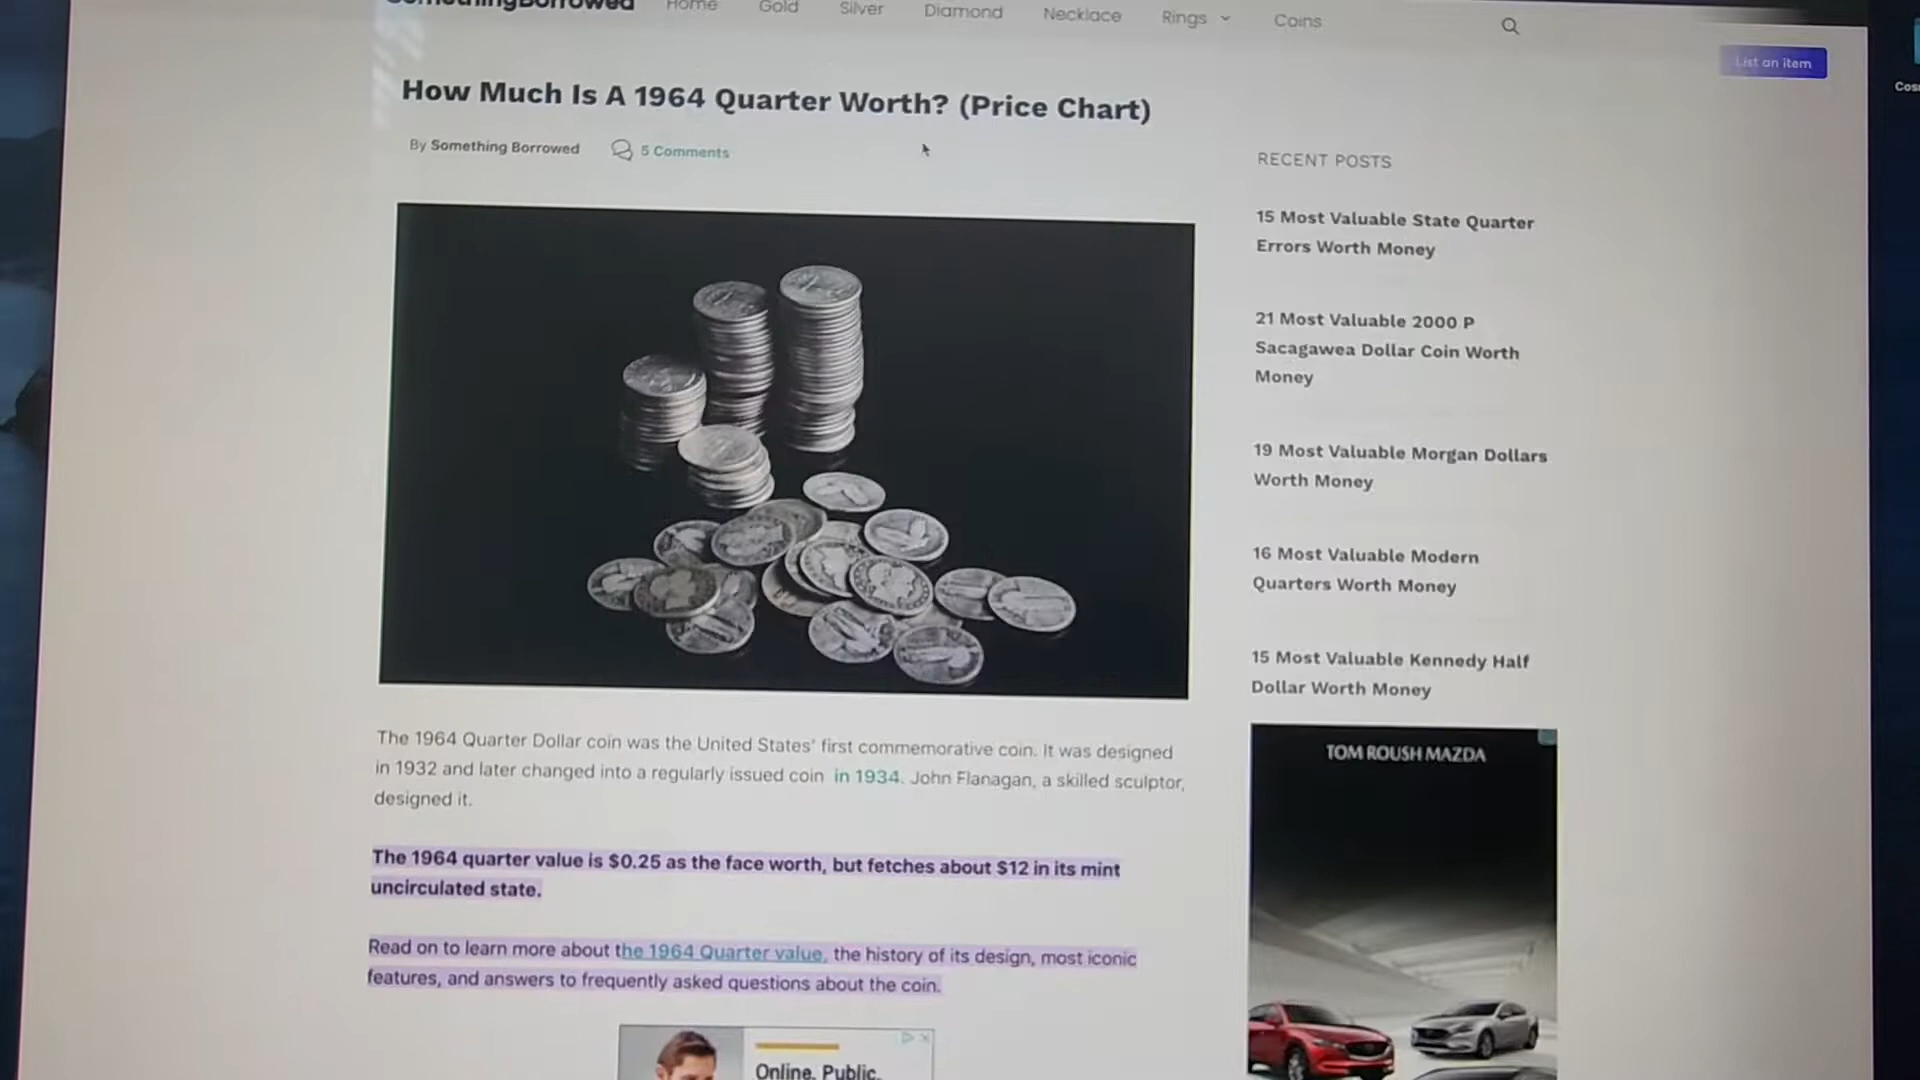 SomethingBorrowed
Home Gold Silver Diamond Necklace Rings Coins
List an item
Cos
How Much Is A 1964 Quarter Worth? (Price Chart)
By Something Borrowed 5 Comments
The 1964 Quarter Dollar coin was the United States' first commemorative coin. It was designed
in 1932 and later changed into a regularly issued coin in 1934. John Flanagan, a skilled sculptor,
designed it.
The 1964 quarter value is $0.25 as the face worth, but fetches about $12 in its mint
uncirculated state.
Read on to learn more about the 1964 Quarter value, the history of its design, most iconic
features, and answers to frequently asked questions about the coin.
Online. Public.
RECENT POSTS
15 Most Valuable State Quarter
Errors Worth Money
21 Most Valuable 2000 P
Sacagawea Dollar Coin Worth
Money
19 Most Valuable Morgan Dollars
Worth Money
16 Most Valuable Modern
Quarters Worth Money
15 Most Valuable Kennedy Half
Dollar Worth Money
TOM ROUSH MAZDA